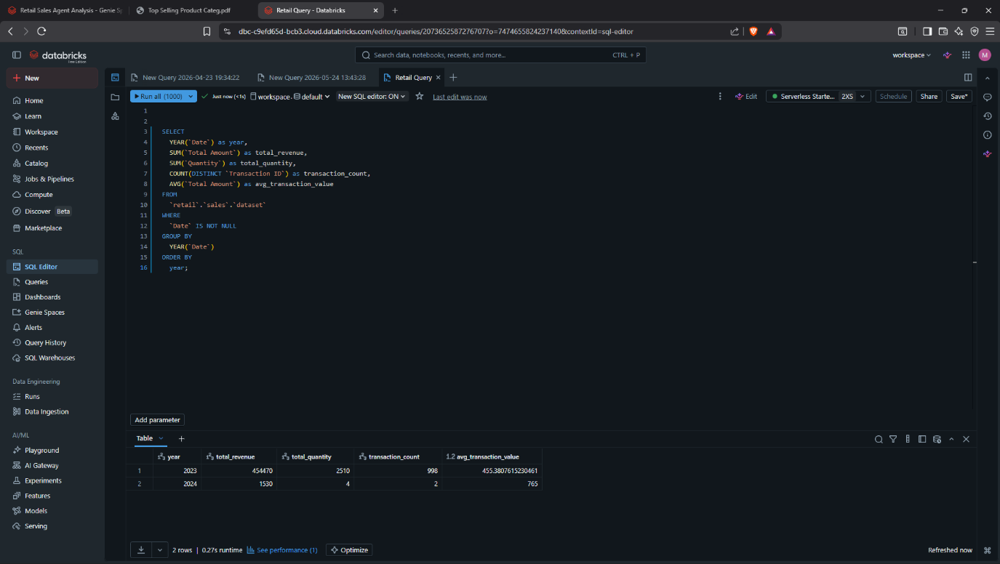 Retail Sales Agent Analysis - Genie Sp
Top Selling Product Categ.pdf
Retail Query - Databricks
dbc-c9efd65d-bcb3.cloud.databricks.com/editor/queries/2073652587276707?o=7474655824237140&contextId=sql-editor
databricks
Free Edition
Search data, notebooks, recents, and more...
CTRL + P
workspace
M
New
Home
Learn
Workspace
Recents
Catalog
Jobs & Pipelines
Compute
Discover Beta
Marketplace
SQL
SQL Editor
Queries
Dashboards
Genie Spaces
Alerts
Query History
SQL Warehouses
Data Engineering
Runs
Data Ingestion
AI/ML
Playground
AI Gateway
Experiments
Features
Models
Serving
New Query 2026-04-23 19:34:22
New Query 2026-05-24 13:43:28
Retail Query
Run all (1000)
Just now (<1s)
workspace. default
New SQL editor: ON
Last edit was now
Edit
Serverless Starte... 2XS
Schedule
Share
Save*
1
2
3 SELECT
4 YEAR(`Date`) as year,
5 SUM(`Total Amount`) as total_revenue,
6 SUM(`Quantity`) as total_quantity,
7 COUNT(DISTINCT `Transaction ID`) as transaction_count,
8 AVG(`Total Amount`) as avg_transaction_value
9 FROM
10 `retail`.`sales`.`dataset`
11 WHERE
12 `Date` IS NOT NULL
13 GROUP BY
14 YEAR(`Date`)
15 ORDER BY
16 year;
Add parameter
Table
123 year 123 total_revenue 123 total_quantity 123 transaction_count 1.2 avg_transaction_value
1 2023 454470 2510 998 455.3807615230461
2 2024 1530 4 2 765
2 rows | 0.27s runtime See performance (1) Optimize
Refreshed now